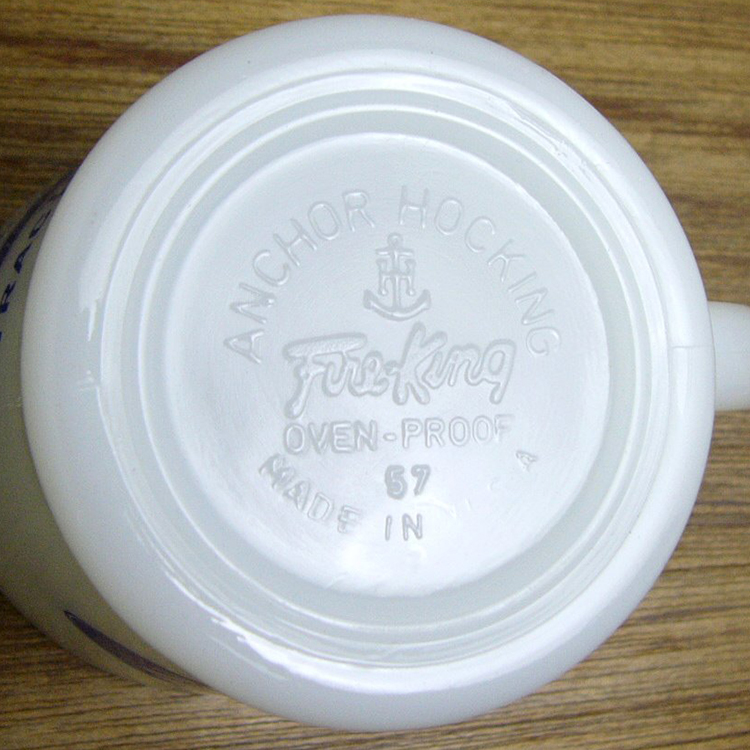 ANCHOR HOCKING
Fire-King
OVEN-PROOF
57
MADE IN